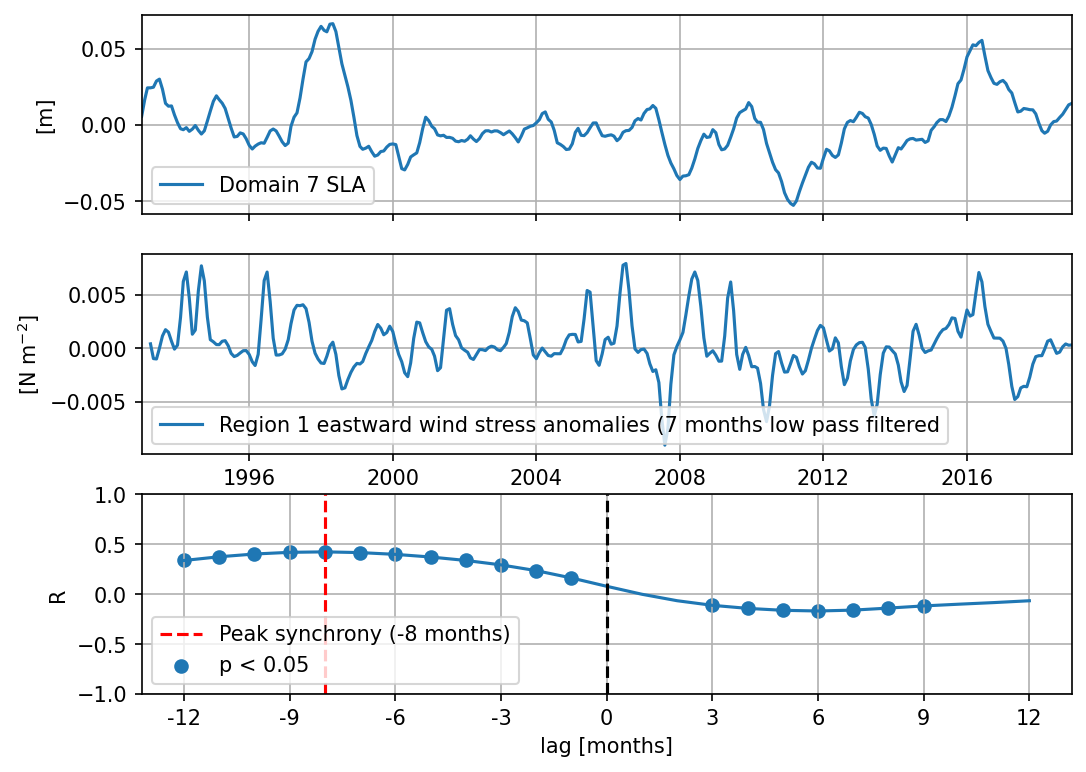 0.05
0.00
−0.05
[m]
Domain 7 SLA
0.005
0.000
−0.005
[N m⁻²]
Region 1 eastward wind stress anomalies (7 months low pass filtered
1996 2000 2004 2008 2012 2016
1.0
0.5
0.0
−0.5
−1.0
R
Peak synchrony (-8 months)
p < 0.05
-12 -9 -6 -3 0 3 6 9 12
lag [months]